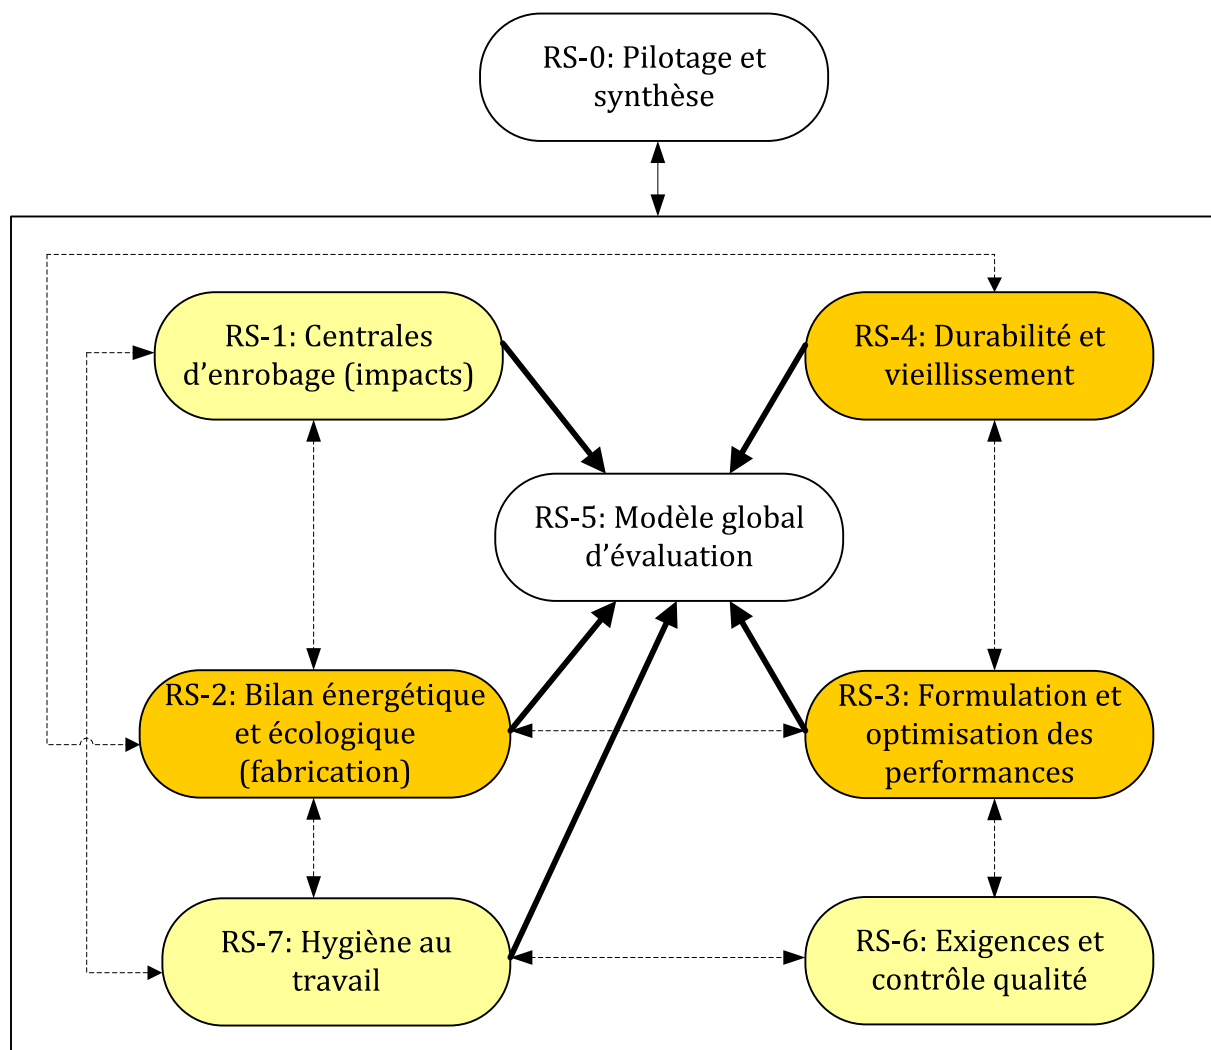 RS-0: Pilotage et
synthèse
RS-1: Centrales
d’enrobage (impacts)
RS-4: Durabilité et
vieillissement
RS-5: Modèle global
d’évaluation
RS-2: Bilan énergétique
et écologique
(fabrication)
RS-3: Formulation et
optimisation des
performances
RS-7: Hygiène au
travail
RS-6: Exigences et
contrôle qualité